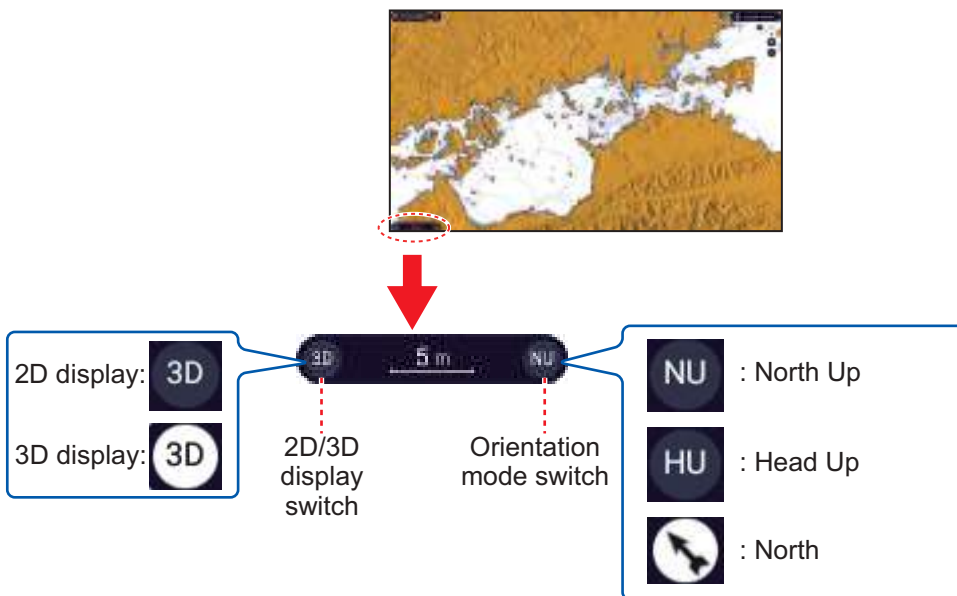 3D
5 m
NU
2D display: 3D
3D display: 3D
2D/3D
display
switch
Orientation
mode switch
NU : North Up
HU : Head Up
: North